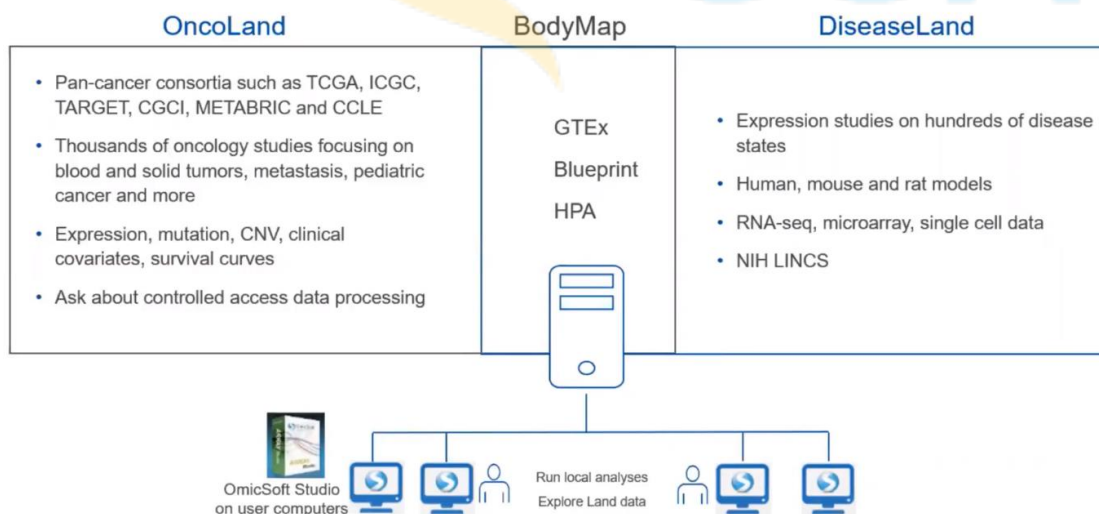 OncoLand
BodyMap
DiseaseLand
• Pan-cancer consortia such as TCGA, ICGC,
TARGET, CGCI, METABRIC and CCLE
• Thousands of oncology studies focusing on
blood and solid tumors, metastasis, pediatric
cancer and more
• Expression, mutation, CNV, clinical
covariates, survival curves
• Ask about controlled access data processing
GTEx
Blueprint
HPA
• Expression studies on hundreds of disease
states
• Human, mouse and rat models
• RNA-seq, microarray, single cell data
• NIH LINCS
OmicSoft Studio
on user computers
Run local analyses
Explore Land data